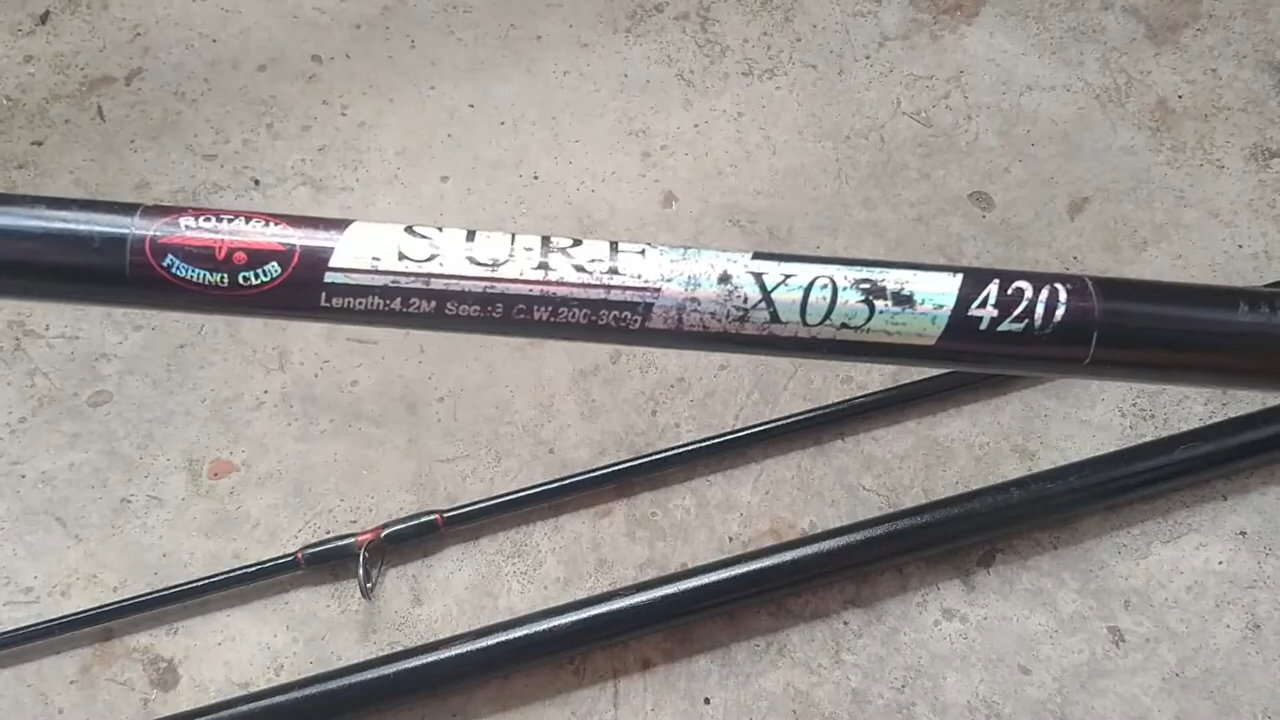 ROTARY
®
FISHING CLUB
SURF
X03
420
Length:4.2M Sec.:3 C.W.200-300g